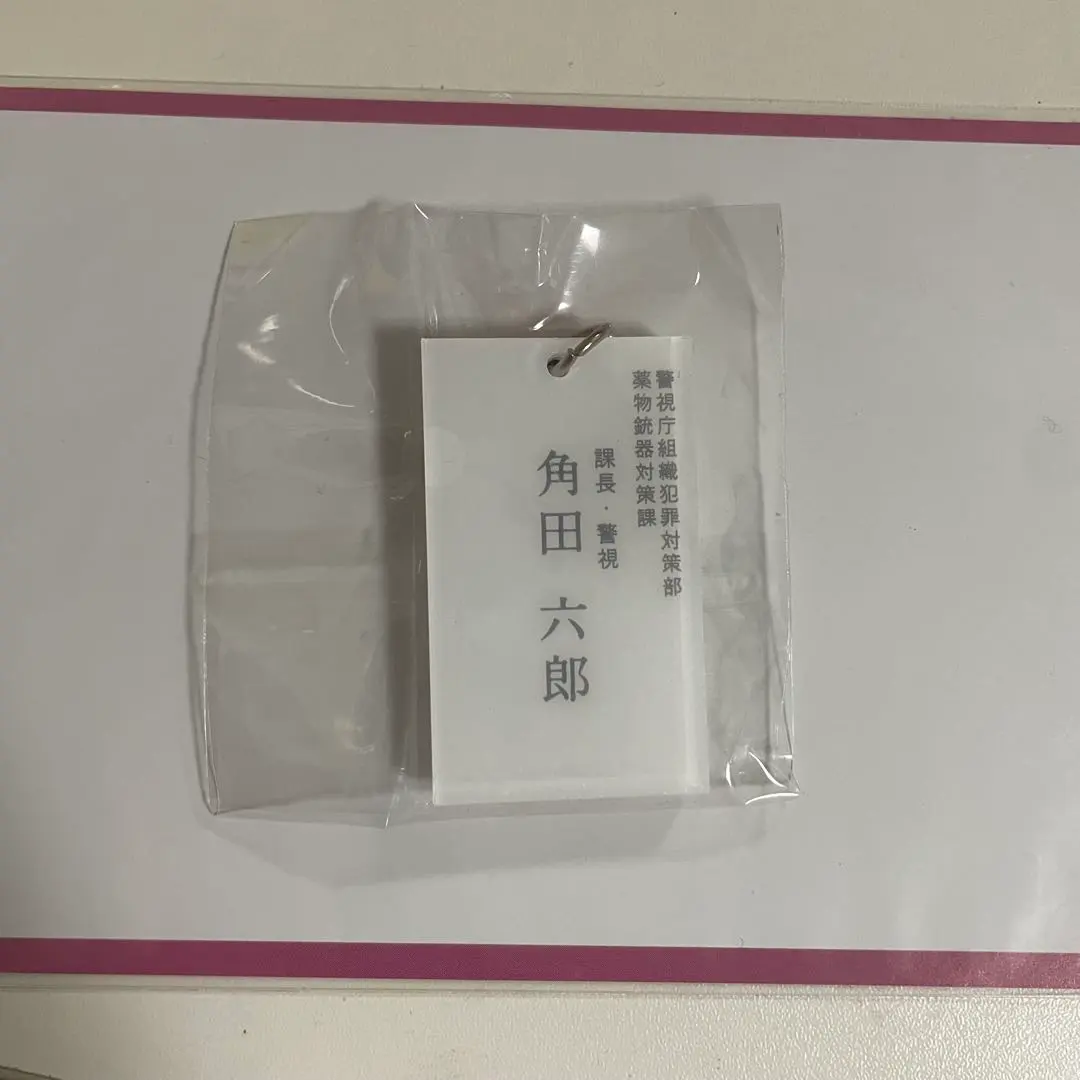 警視庁組織犯罪対策部
薬物銃器対策課
課長・警視
角田 六郎